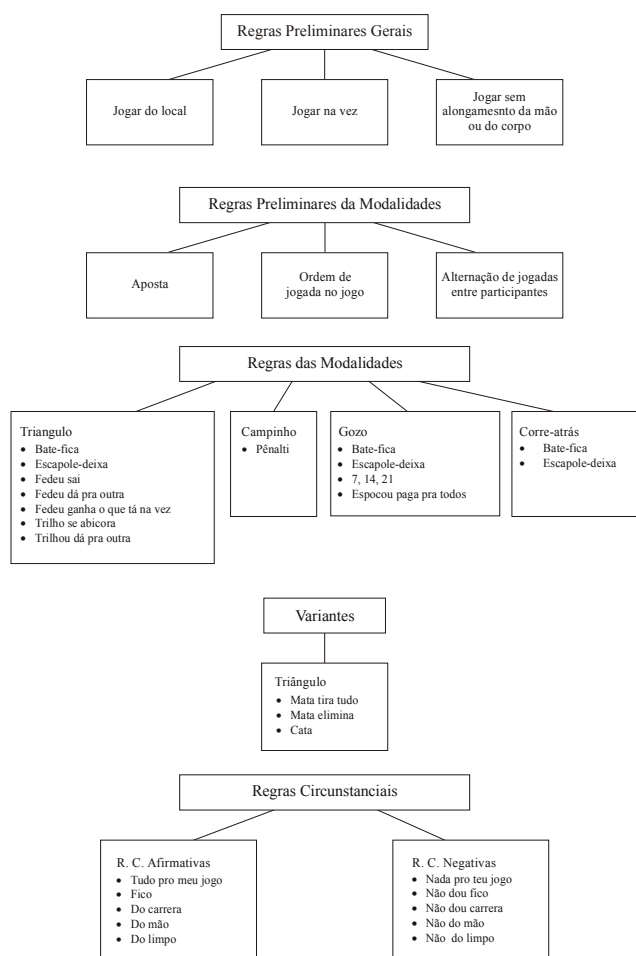 Regras Preliminares Gerais
Jogar do local
Jogar na vez
Jogar sem
alongamesnto da mão
ou do corpo
Regras Preliminares da Modalidades
Aposta
Ordem de
jogada no jogo
Alternação de jogadas
entre participantes
Regras das Modalidades
Triangulo
• Bate-fica
• Escapole-deixa
• Fedeu sai
• Fedeu dá pra outra
• Fedeu ganha o que tá na vez
• Trilho se abicora
• Trilhou dá pra outra
Campinho
• Pênalti
Gozo
• Bate-fica
• Escapole-deixa
• 7, 14, 21
• Espocou paga pra todos
Corre-atrás
• Bate-fica
• Escapole-deixa
Variantes
Triângulo
• Mata tira tudo
• Mata elimina
• Cata
Regras Circunstanciais
R. C. Afirmativas
• Tudo pro meu jogo
• Fico
• Do carrera
• Do mão
• Do limpo
R. C. Negativas
• Nada pro teu jogo
• Não dou fico
• Não dou carrera
• Não do mão
• Não do limpo